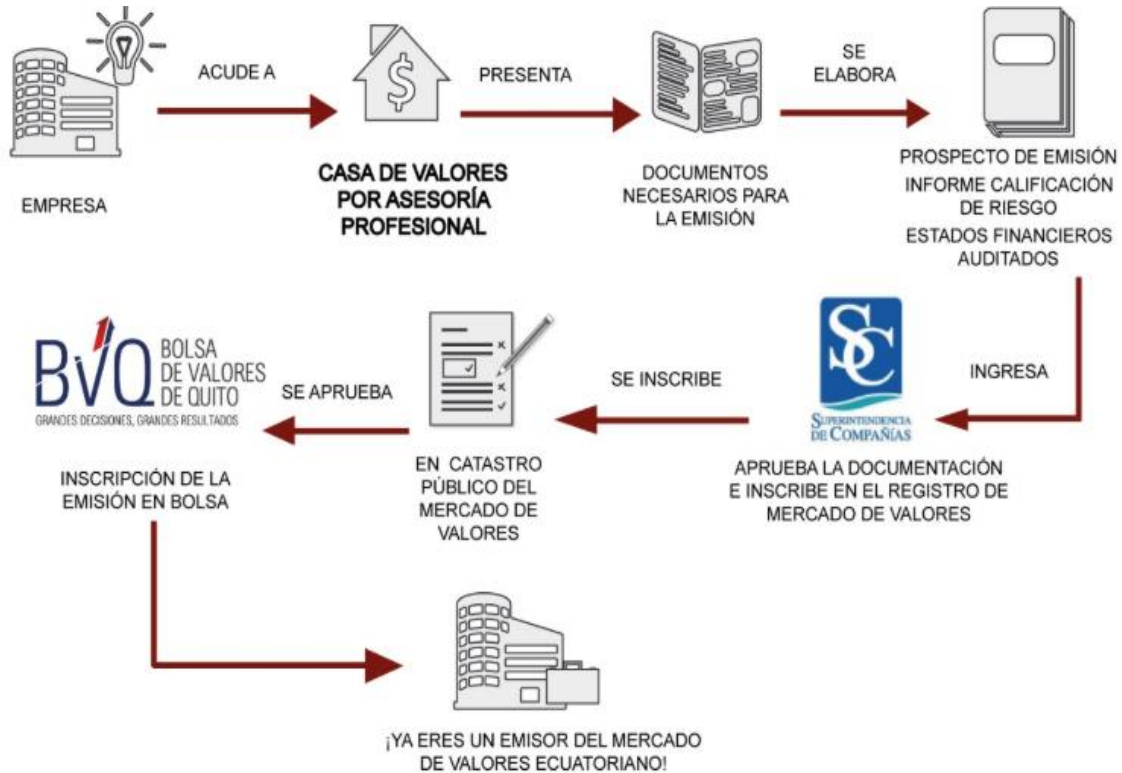 EMPRESA
ACUDE A
CASA DE VALORES
POR ASESORÍA
PROFESIONAL
PRESENTA
DOCUMENTOS
NECESARIOS PARA
LA EMISIÓN
SE
ELABORA
PROSPECTO DE EMISIÓN
INFORME CALIFICACIÓN
DE RIESGO
ESTADOS FINANCIEROS
AUDITADOS
INGRESA
SC
SUPERINTENDENCIA
DE COMPAÑÍAS
APRUEBA LA DOCUMENTACIÓN
E INSCRIBE EN EL REGISTRO DE
MERCADO DE VALORES
SE INSCRIBE
EN CATASTRO
PÚBLICO DEL
MERCADO DE
VALORES
SE APRUEBA
BVQ
BOLSA
DE VALORES
DE QUITO
GRANDES DECISIONES, GRANDES RESULTADOS
INSCRIPCIÓN DE LA
EMISIÓN EN BOLSA
¡YA ERES UN EMISOR DEL MERCADO
DE VALORES ECUATORIANO!